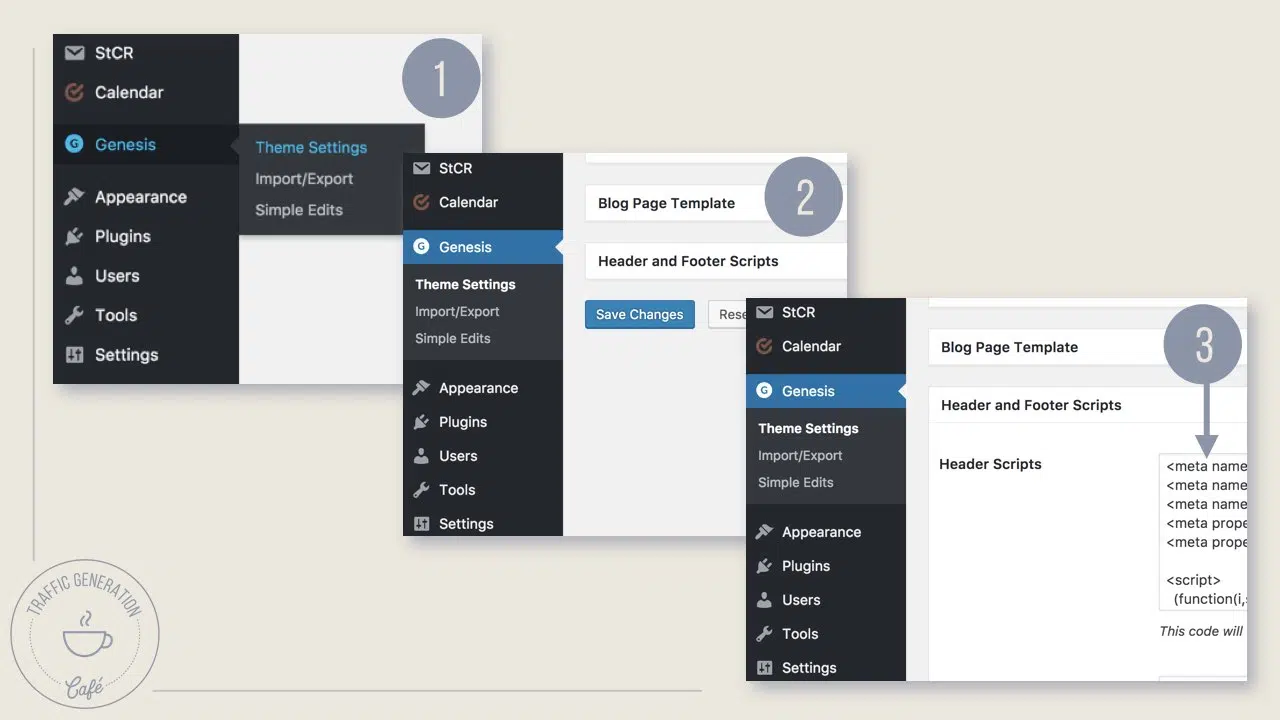 StCR
Calendar
Genesis
Appearance
Plugins
Users
Tools
Settings
Theme Settings
Import/Export
Simple Edits
1
StCR
Calendar
Genesis
Theme Settings
Import/Export
Simple Edits
Appearance
Plugins
Users
Tools
Settings
Blog Page Template
Header and Footer Scripts
Save Changes
Rese
2
StCR
Calendar
Genesis
Theme Settings
Import/Export
Simple Edits
Appearance
Plugins
Users
Tools
Settings
Blog Page Template
Header and Footer Scripts
Header Scripts
3
<meta name
<meta name
<meta name
<meta prope
<meta prope
<script>
(function(i,s
This code will
TRAFFIC GENERATION
Café